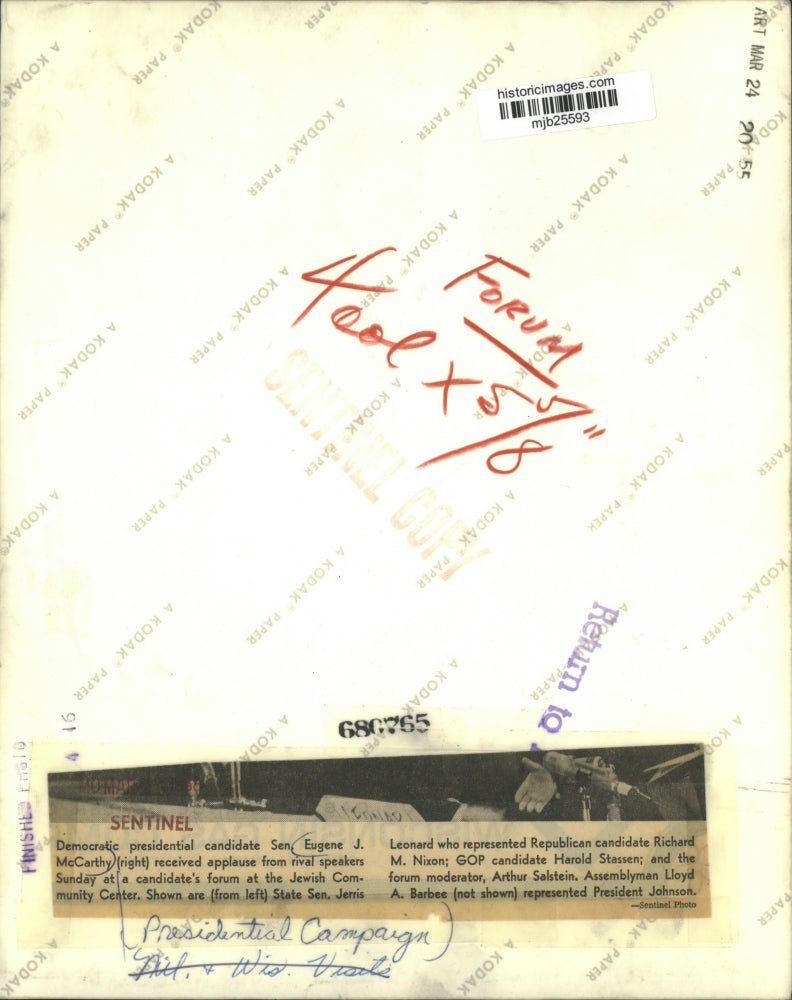 ART MAR 24 20 55
historicimages.com
mjb25593
A KODAK® PAPER
FORUM
4 col x 5 5/8"
SENTINEL COPY
Return to
680765
16
4
FINISHED PHOTO
SENTINEL
Democratic presidential candidate Sen. Eugene J.
McCarthy (right) received applause from rival speakers
Sunday at a candidate's forum at the Jewish Com-
munity Center. Shown are (from left) State Sen. Jerris
Leonard who represented Republican candidate Richard
M. Nixon; GOP candidate Harold Stassen; and the
forum moderator, Arthur Salstein. Assemblyman Lloyd
A. Barbee (not shown) represented President Johnson.
—Sentinel Photo
(Presidential Campaign)
Mil. + Wis. Visits